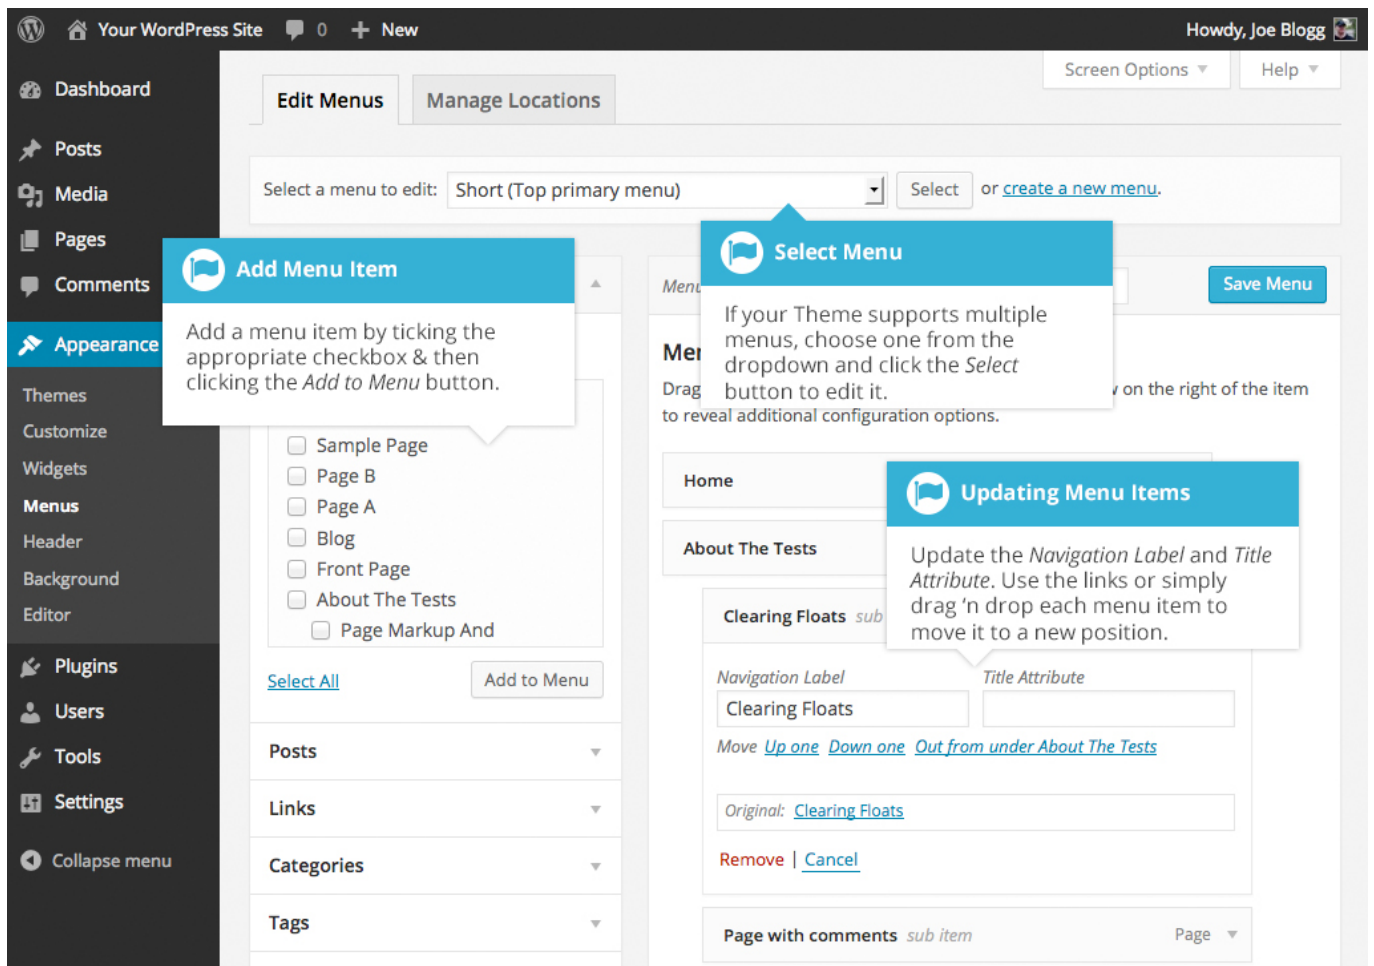 Your WordPress Site 0 New Howdy, Joe Blogg
Screen Options Help
Dashboard
Posts
Media
Pages
Comments
Appearance
Themes
Customize
Widgets
Menus
Header
Background
Editor
Plugins
Users
Tools
Settings
Collapse menu
Edit Menus Manage Locations
Select a menu to edit: Short (Top primary menu) Select or create a new menu.
Add Menu Item
Add a menu item by ticking the
appropriate checkbox & then
clicking the Add to Menu button.
Sample Page
Page B
Page A
Blog
Front Page
About The Tests
Page Markup And
Select All Add to Menu
Posts
Links
Categories
Tags
Select Menu
If your Theme supports multiple
menus, choose one from the
dropdown and click the Select
button to edit it.
Save Menu
Drag on the right of the item
to reveal additional configuration options.
Home
About The Tests
Updating Menu Items
Update the Navigation Label and Title
Attribute. Use the links or simply
drag ‘n drop each menu item to
move it to a new position.
Clearing Floats sub
Navigation Label Title Attribute
Clearing Floats
Move Up one Down one Out from under About The Tests
Original: Clearing Floats
Remove | Cancel
Page with comments sub item Page